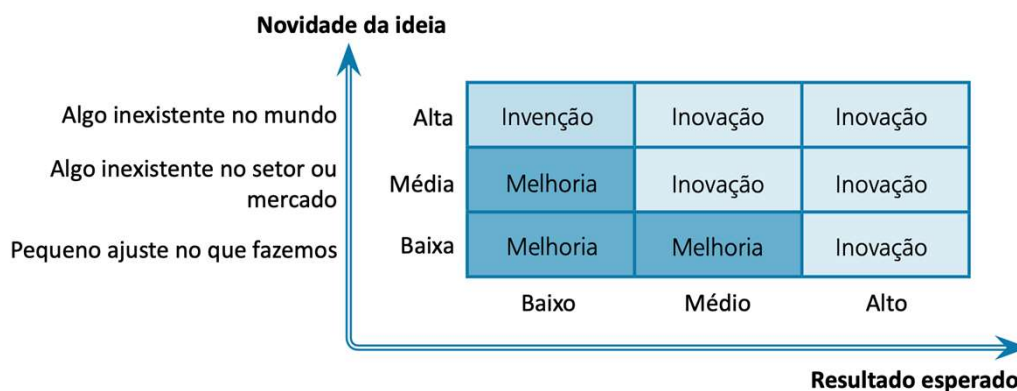 Novidade da ideia
Algo inexistente no mundo
Alta
Invenção
Inovação
Inovação
Algo inexistente no setor ou
mercado
Média
Melhoria
Inovação
Inovação
Pequeno ajuste no que fazemos
Baixa
Melhoria
Melhoria
Inovação
Baixo
Médio
Alto
Resultado esperado